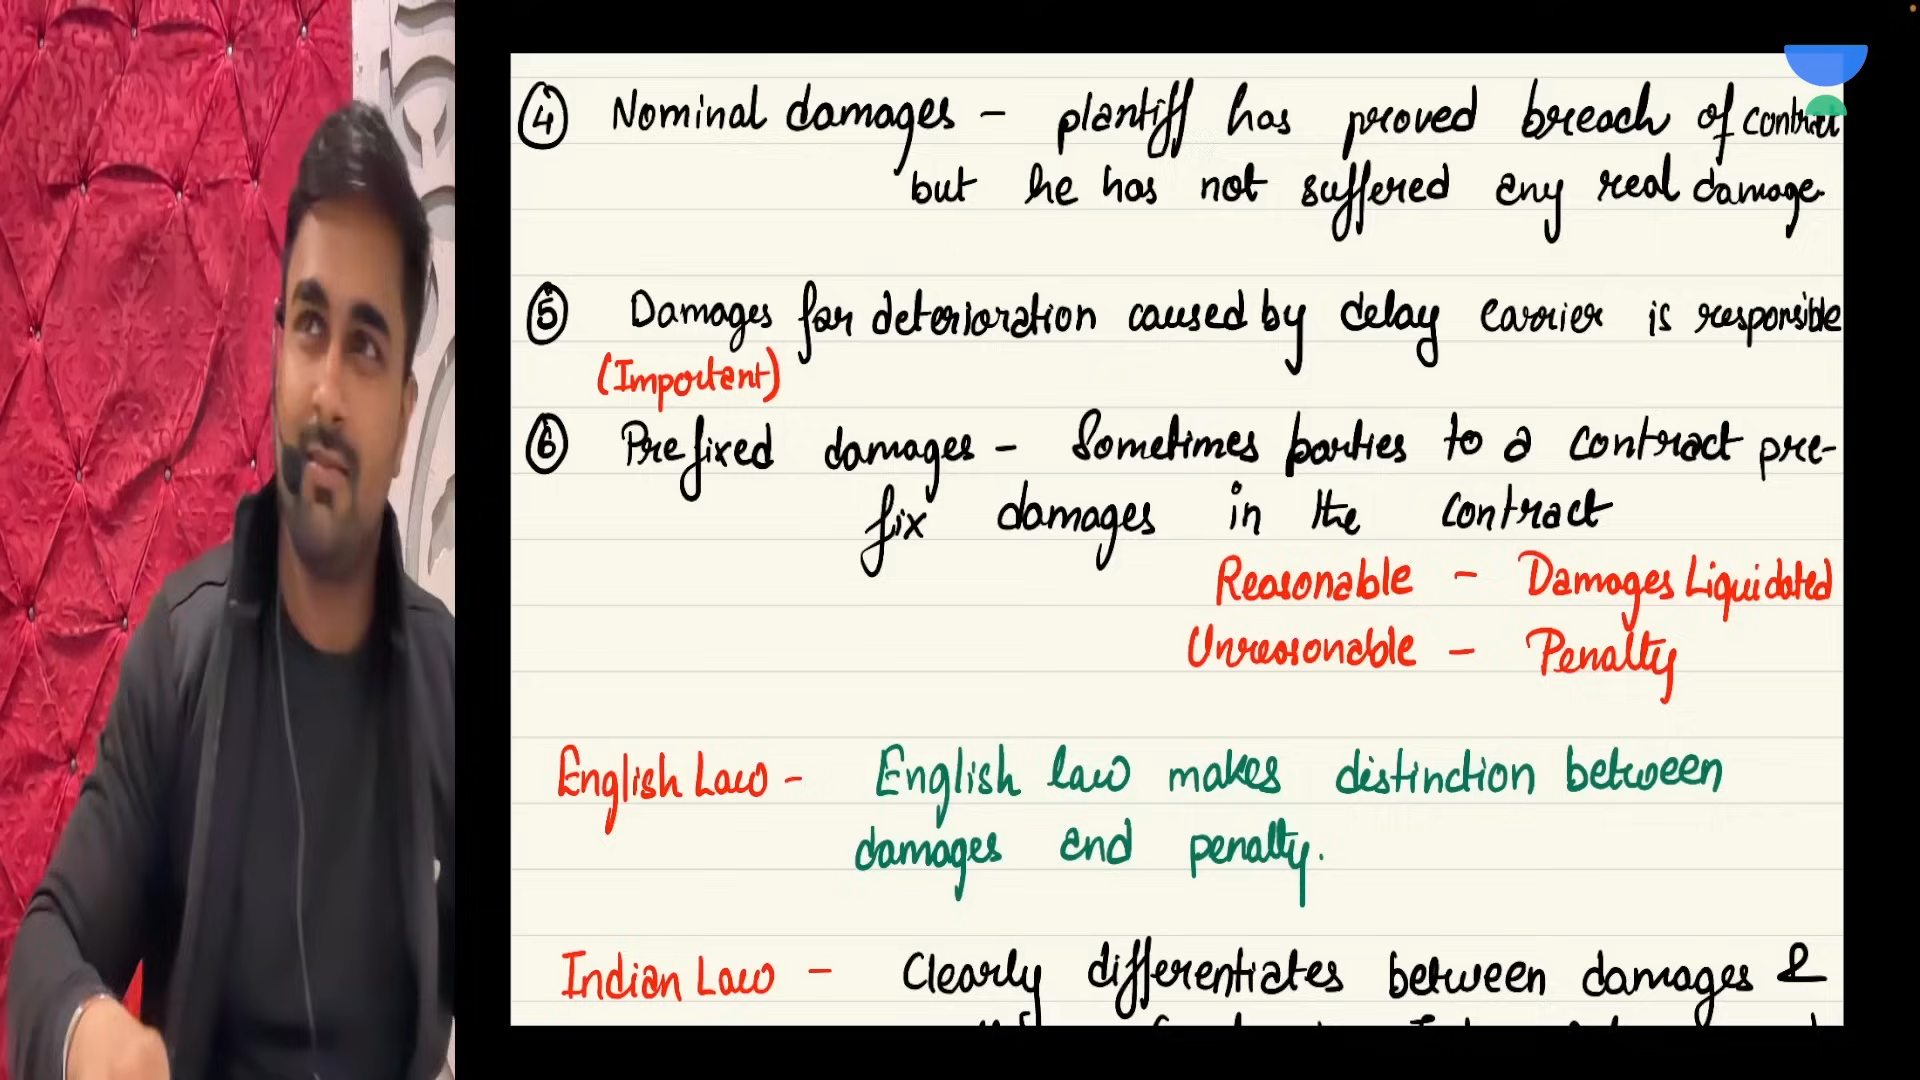 ④ Nominal damages - plantiff has proved breach of contract
but he has not suffered any real damage.
⑤ Damages for deterioration caused by delay carrier is responsible
(Important)
⑥ Prefixed damages - Sometimes parties to a contract pre-
fix damages in the contract
Reasonable - Damages Liquidated
Unreasonable - Penalty
English Law - English law makes distinction between
damages and penalty.
Indian Law - Clearly differentiates between damages &